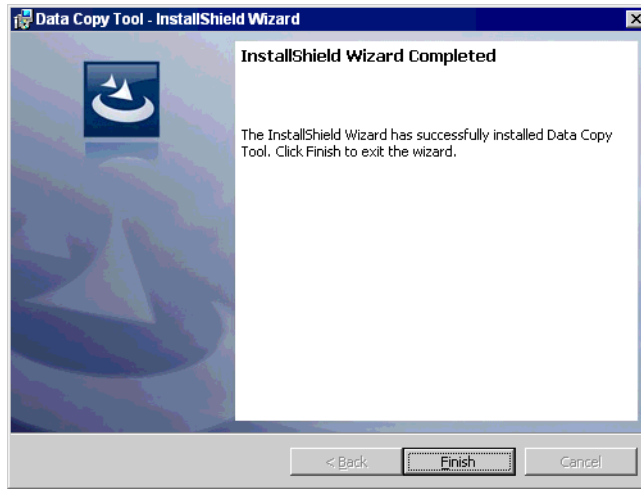 Data Copy Tool - InstallShield Wizard
InstallShield Wizard Completed
The InstallShield Wizard has successfully installed Data Copy
Tool. Click Finish to exit the wizard.
< Back
Finish
Cancel